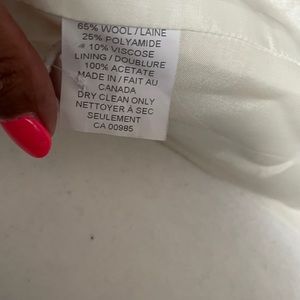 65% WOOL / LAINE
25% POLYAMIDE
10% VISCOSE
LINING / DOUBLURE
100% ACETATE
MADE IN / FAIT AU
CANADA
DRY CLEAN ONLY
NETTOYER À SEC
SEULEMENT
CA 00985